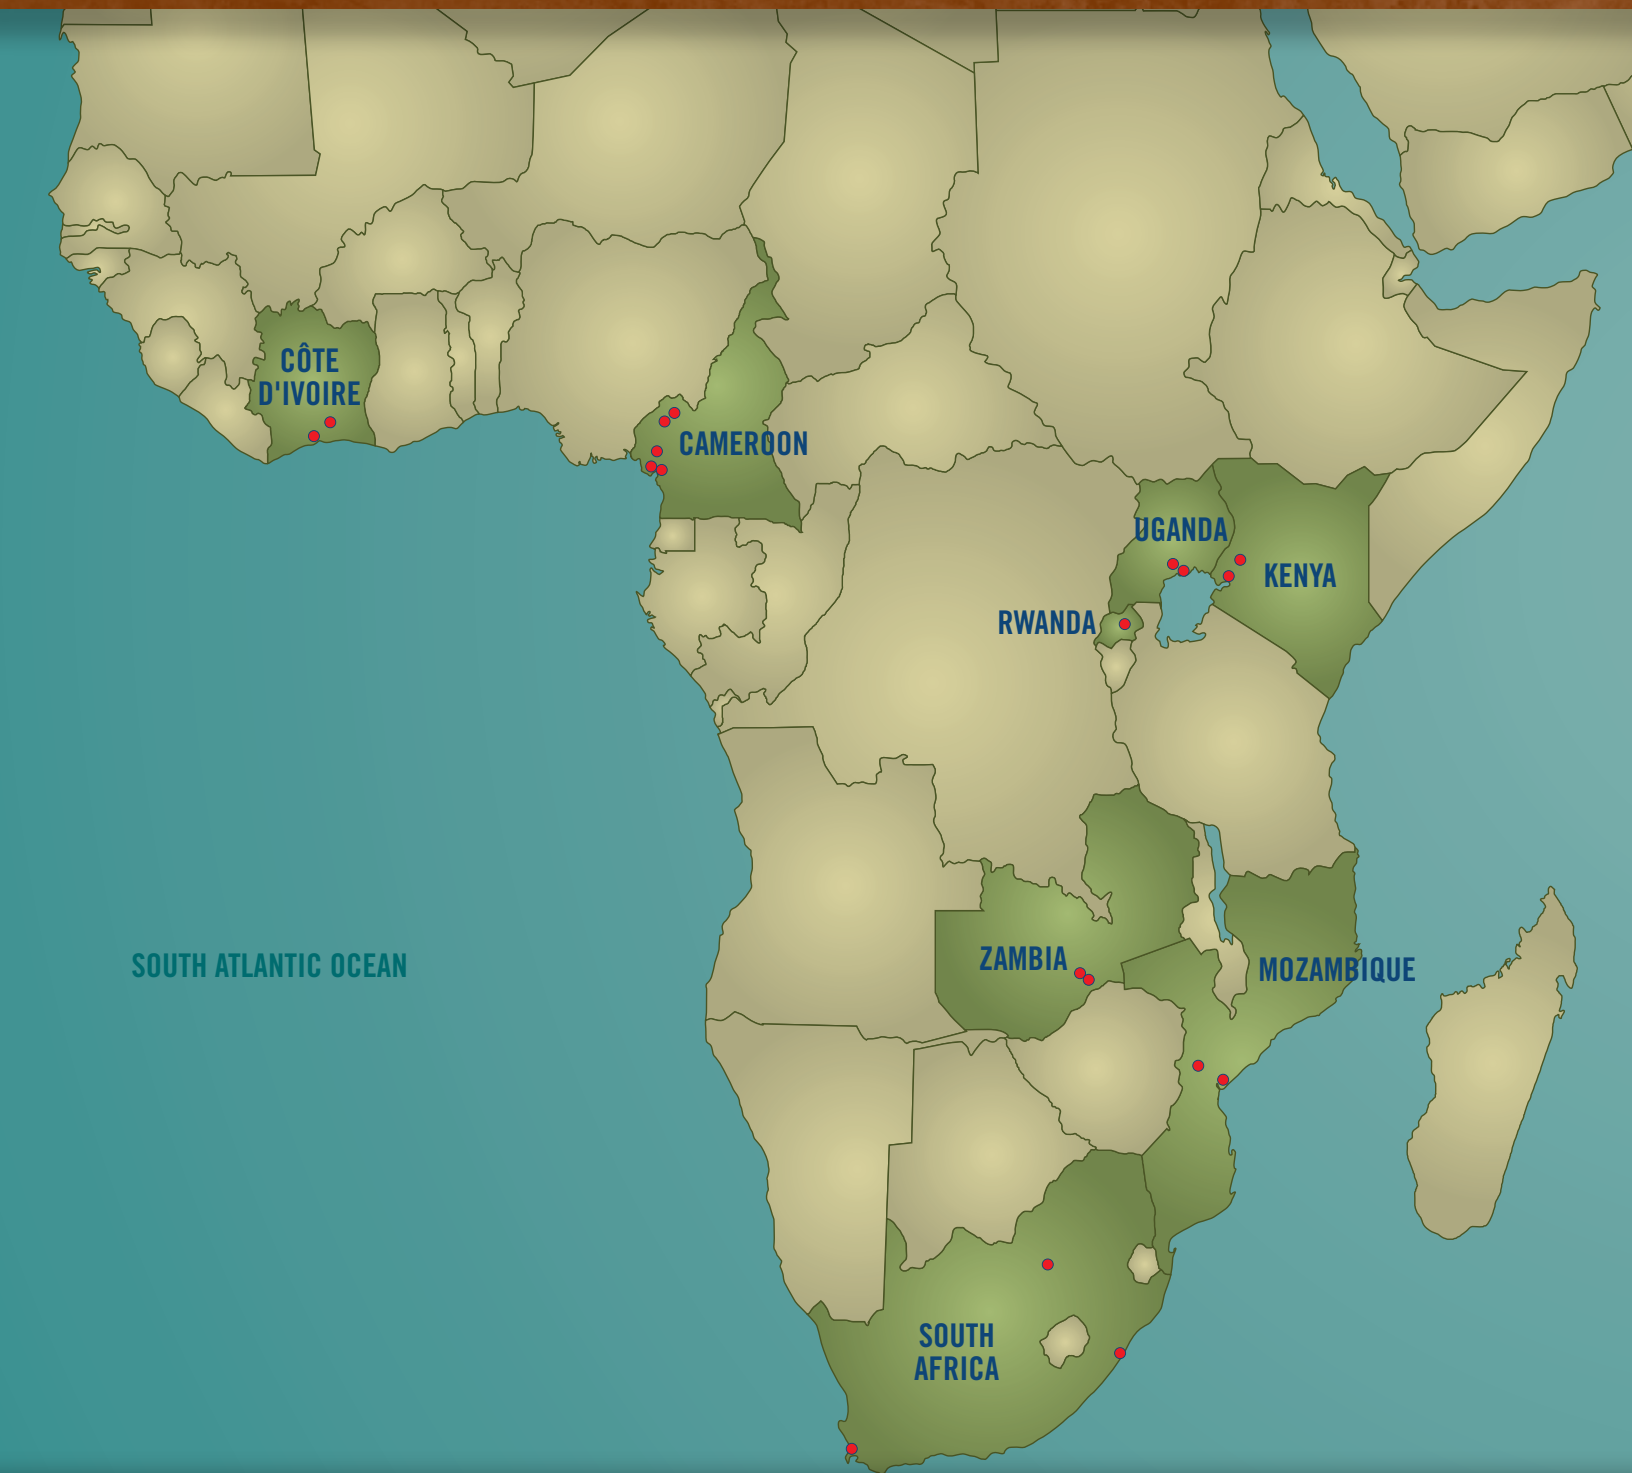 CÔTE
D'IVOIRE
CAMEROON
UGANDA
KENYA
RWANDA
ZAMBIA
SOUTH ATLANTIC OCEAN
MOZAMBIQUE
SOUTH
AFRICA